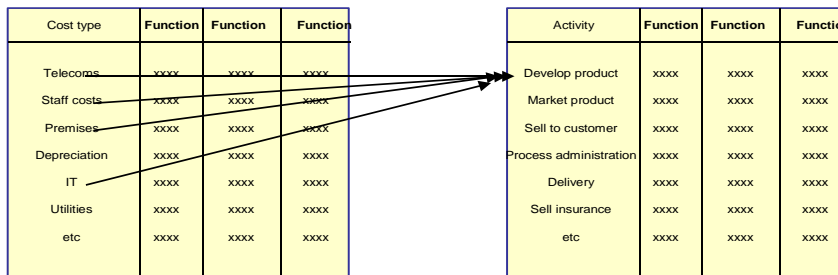 Cost type Function Function Function
Telecoms xxxx xxxx xxxx
Staff costs xxxx xxxx xxxx
Premises xxxx xxxx xxxx
Depreciation xxxx xxxx xxxx
IT xxxx xxxx xxxx
Utilities xxxx xxxx xxxx
etc xxxx xxxx xxxx
Activity Function Function Functio
Develop product xxxx xxxx xxxx
Market product xxxx xxxx xxxx
Sell to customer xxxx xxxx xxxx
Process administration xxxx xxxx xxxx
Delivery xxxx xxxx xxxx
Sell insurance xxxx xxxx xxxx
etc xxxx xxxx xxxx